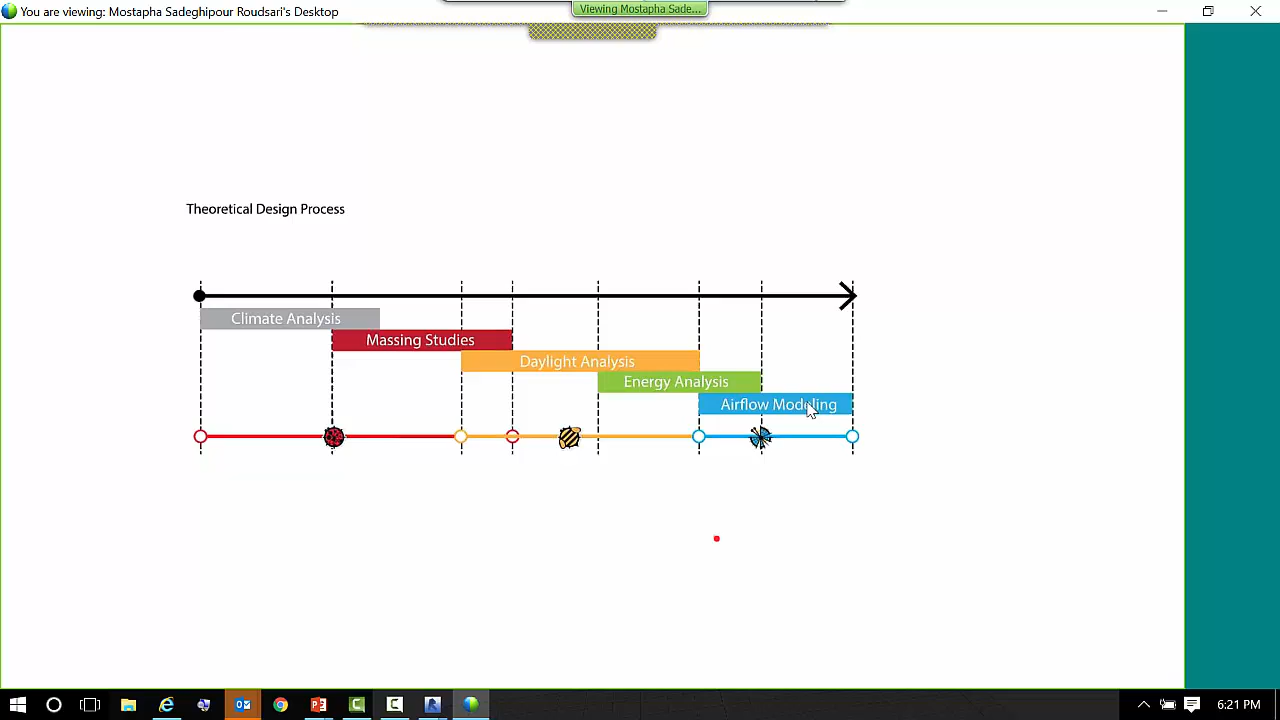 You are viewing: Mostapha Sadeghipour Roudsari's Desktop
Viewing Mostapha Sade...
Theoretical Design Process
Climate Analysis
Massing Studies
Daylight Analysis
Energy Analysis
Airflow Modeling
6:21 PM